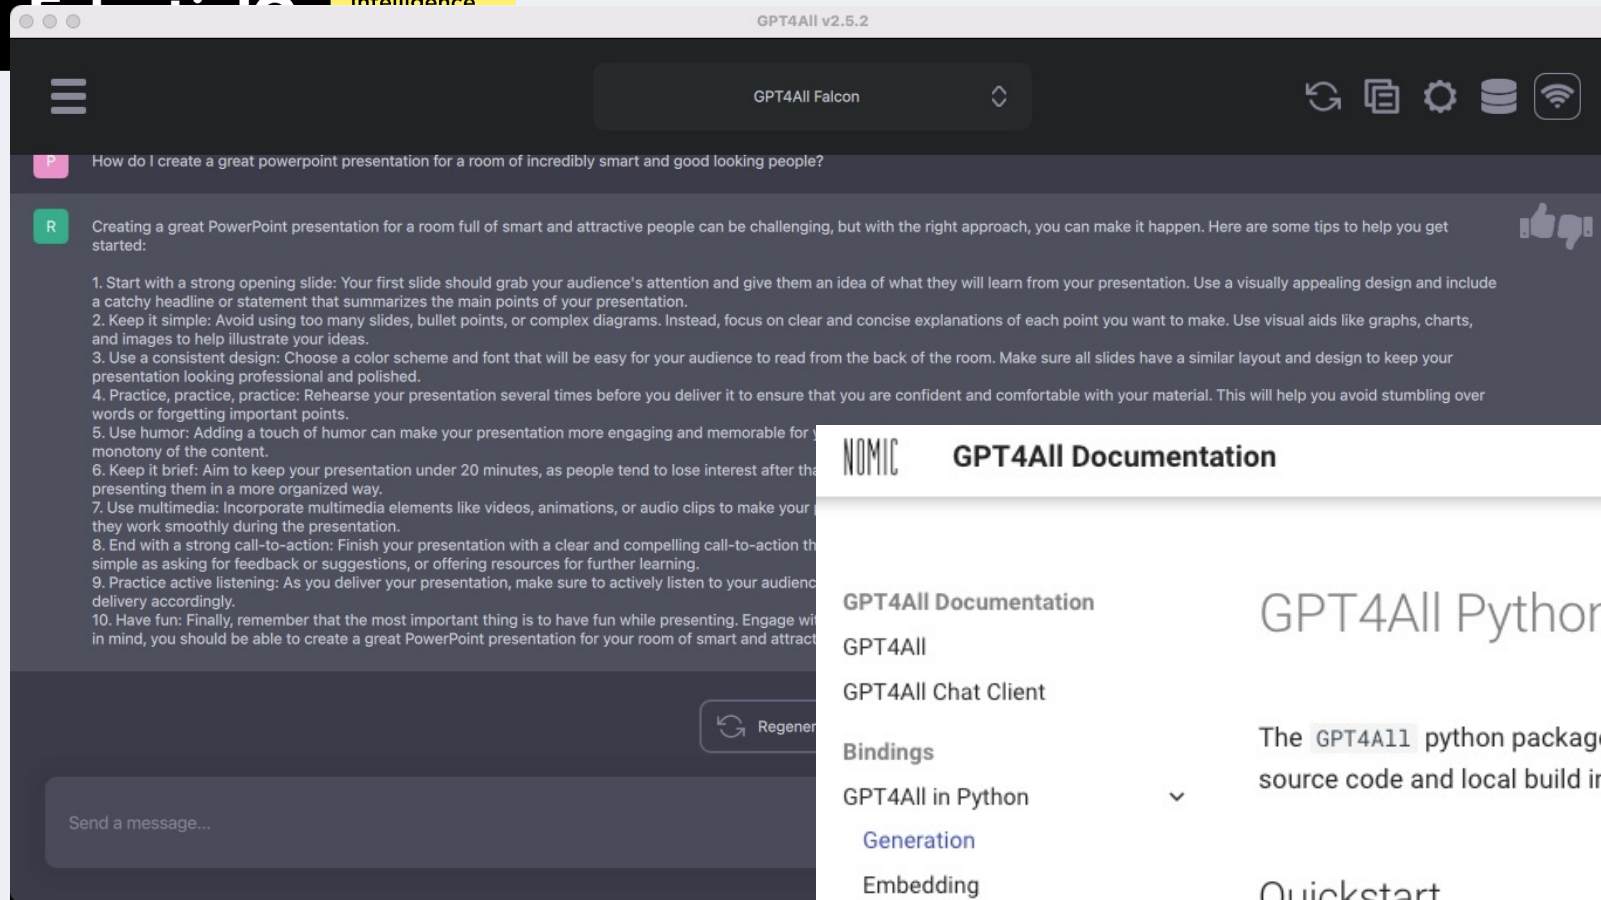 Intelligence
GPT4All v2.5.2
GPT4All Falcon
P
How do I create a great powerpoint presentation for a room of incredibly smart and good looking people?
R
Creating a great PowerPoint presentation for a room full of smart and attractive people can be challenging, but with the right approach, you can make it happen. Here are some tips to help you get
started:
1. Start with a strong opening slide: Your first slide should grab your audience's attention and give them an idea of what they will learn from your presentation. Use a visually appealing design and include
a catchy headline or statement that summarizes the main points of your presentation.
2. Keep it simple: Avoid using too many slides, bullet points, or complex diagrams. Instead, focus on clear and concise explanations of each point you want to make. Use visual aids like graphs, charts,
and images to help illustrate your ideas.
3. Use a consistent design: Choose a color scheme and font that will be easy for your audience to read from the back of the room. Make sure all slides have a similar layout and design to keep your
presentation looking professional and polished.
4. Practice, practice, practice: Rehearse your presentation several times before you deliver it to ensure that you are confident and comfortable with your material. This will help you avoid stumbling over
words or forgetting important points.
5. Use humor: Adding a touch of humor can make your presentation more engaging and memorable for
monotony of the content.
6. Keep it brief: Aim to keep your presentation under 20 minutes, as people tend to lose interest after
presenting them in a more organized way.
7. Use multimedia: Incorporate multimedia elements like videos, animations, or audio clips to make your
they work smoothly during the presentation.
8. End with a strong call-to-action: Finish your presentation with a clear and compelling call-to-action
simple as asking for feedback or suggestions, or offering resources for further learning.
9. Practice active listening: As you deliver your presentation, make sure to actively listen to your
delivery accordingly.
10. Have fun: Finally, remember that the most important thing is to have fun while presenting. Engage
in mind, you should be able to create a great PowerPoint presentation for your room of smart and
Regener
Send a message...
NOMIC
GPT4All Documentation
GPT4All Documentation
GPT4All
GPT4All Chat Client
Bindings
GPT4All in Python
Generation
Embedding
GPT4All Python
The GPT4All python package
source code and local build
Quickstart